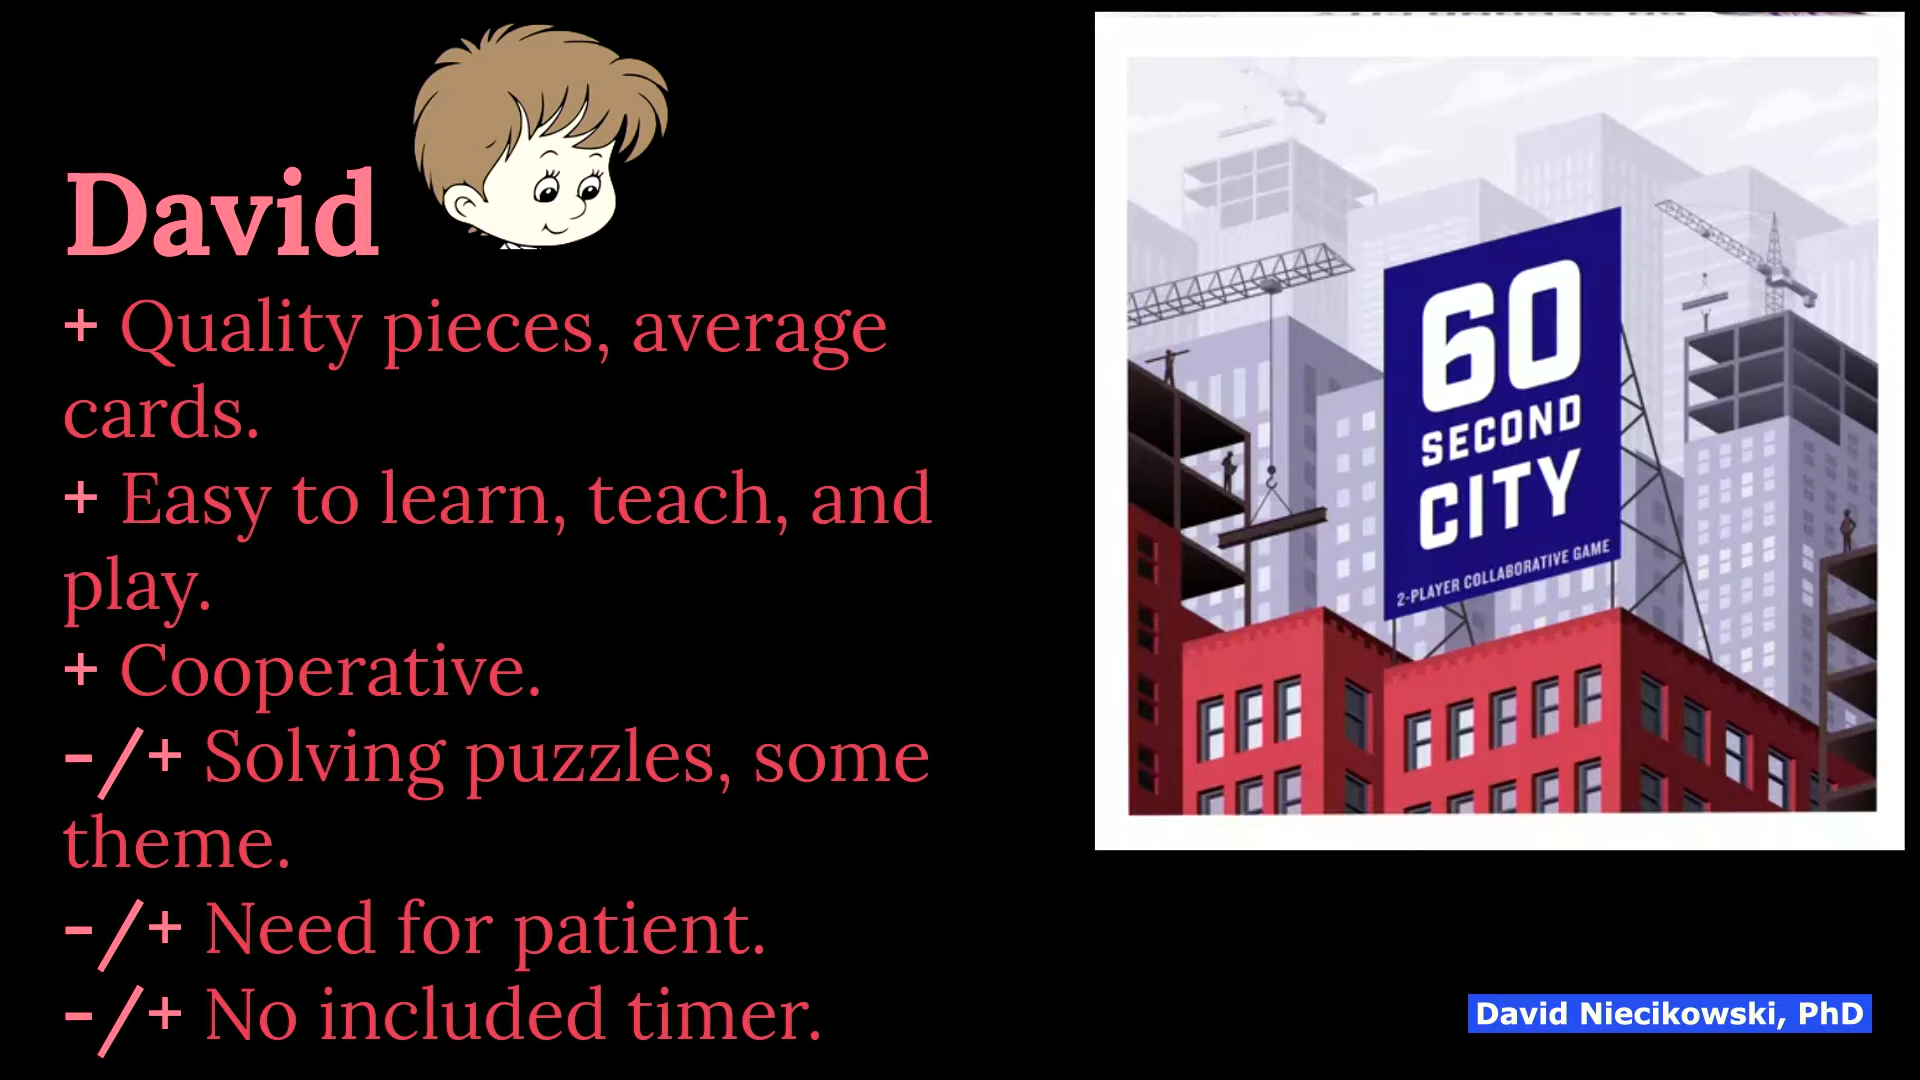 David
+ Quality pieces, average
cards.
+ Easy to learn, teach, and
play.
+ Cooperative.
-/+ Solving puzzles, some
theme.
-/+ Need for patient.
-/+ No included timer.
60
SECOND
CITY
2-PLAYER COLLABORATIVE GAME
David Niecikowski, PhD